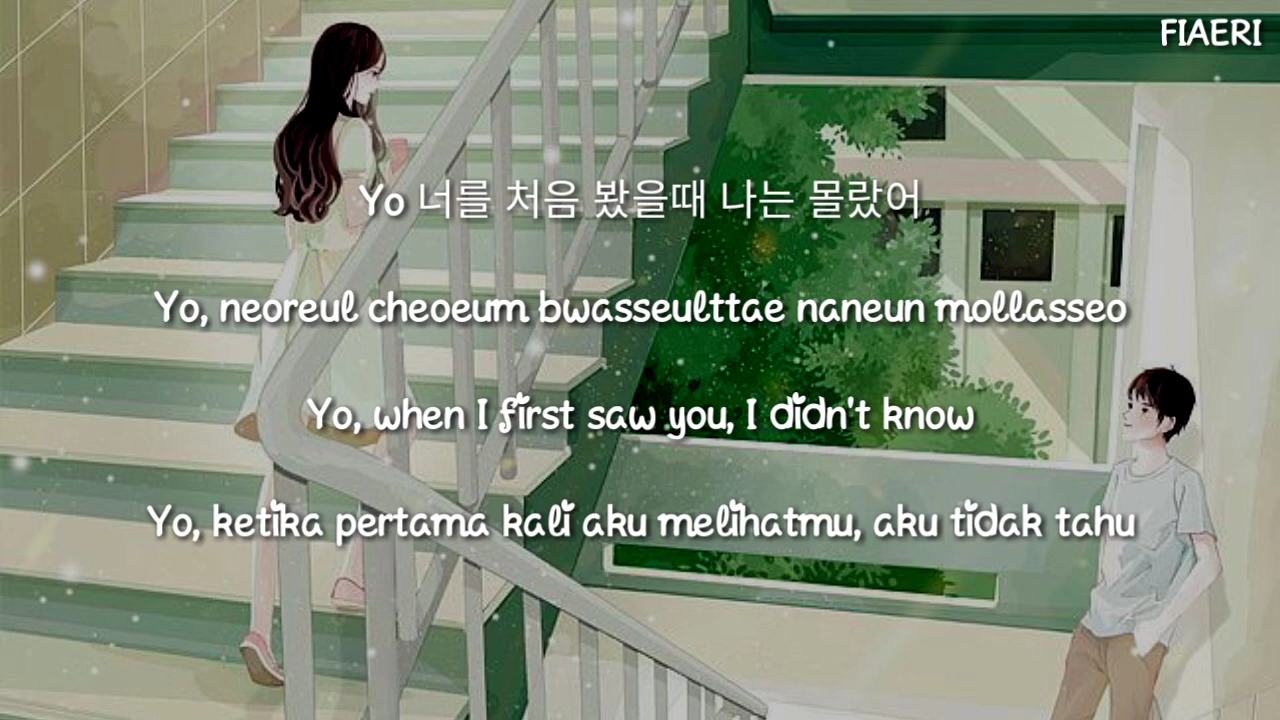 FIAERI
Yo 너를 처음 봤을때 나는 몰랐어
Yo, neoreul cheoeum bwasseulttae naneun mollasseo
Yo, when I first saw you, I didn't know
Yo, ketika pertama kali aku melihatmu, aku tidak tahu